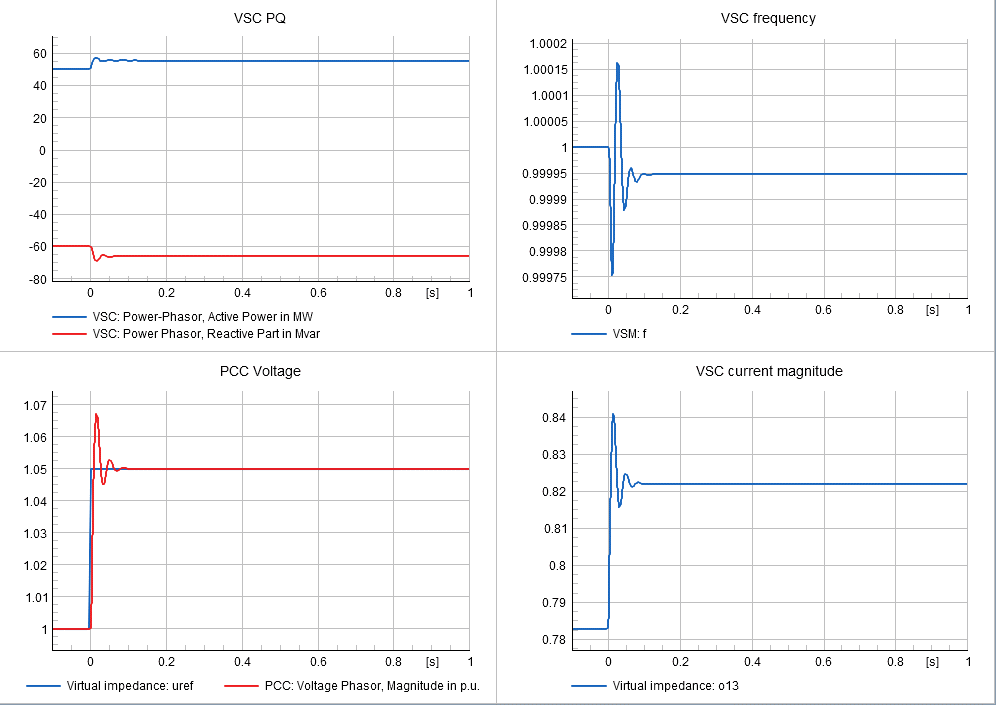 VSC PQ
60
40
20
0
-20
-40
-60
-80
0 0.2 0.4 0.6 0.8 [s] 1
VSC: Power-Phasor, Active Power in MW
VSC: Power Phasor, Reactive Part in Mvar
VSC frequency
1.0002
1.00015
1.0001
1.00005
1
0.99995
0.9999
0.99985
0.9998
0.99975
0 0.2 0.4 0.6 0.8 [s] 1
VSM: f
PCC Voltage
1.07
1.06
1.05
1.04
1.03
1.02
1.01
1
0 0.2 0.4 0.6 0.8 [s] 1
Virtual impedance: uref PCC: Voltage Phasor, Magnitude in p.u.
VSC current magnitude
0.84
0.83
0.82
0.81
0.8
0.79
0.78
0 0.2 0.4 0.6 0.8 [s] 1
Virtual impedance: o13